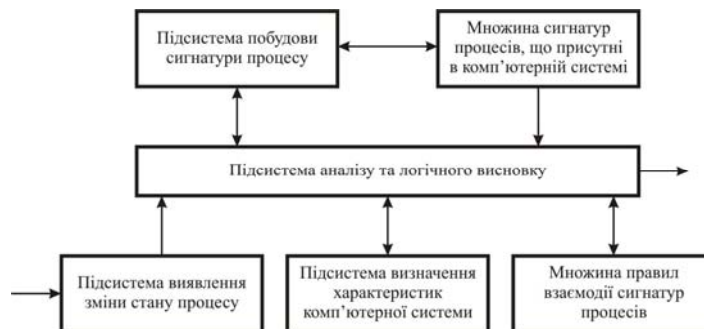 Підсистема побудови
сигнатури процесу
Множина сигнатур
процесів, що присутні
в комп’ютерній системі
Підсистема аналізу та логічного висновку
Підсистема виявлення
зміни стану процесу
Підсистема визначення
характеристик
комп’ютерної системи
Множина правил
взаємодії сигнатур
процесів